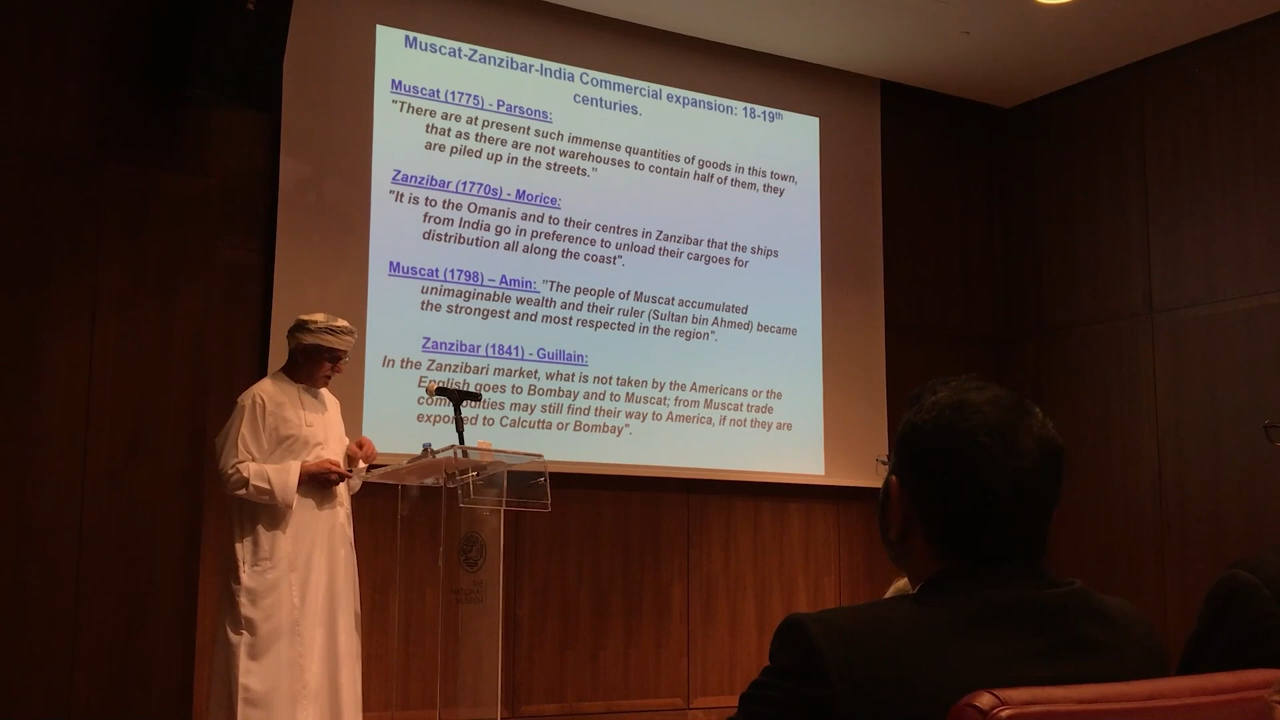 Muscat-Zanzibar-India Commercial expansion: 18-19th
centuries.
Muscat (1775) - Parsons:
"There are at present such immense quantities of goods in this town,
that as there are not warehouses to contain half of them, they
are piled up in the streets."
Zanzibar (1770s) - Morice:
"It is to the Omanis and to their centres in Zanzibar that the ships
from India go in preference to unload their cargoes for
distribution all along the coast".
Muscat (1798) – Amin: "The people of Muscat accumulated
unimaginable wealth and their ruler (Sultan bin Ahmed) became
the strongest and most respected in the region".
Zanzibar (1841) - Guillain:
In the Zanzibari market, what is not taken by the Americans or the
English goes to Bombay and to Muscat; from Muscat trade
commodities may still find their way to America, if not they are
exported to Calcutta or Bombay".
THE
NATIONAL
MUSEUM